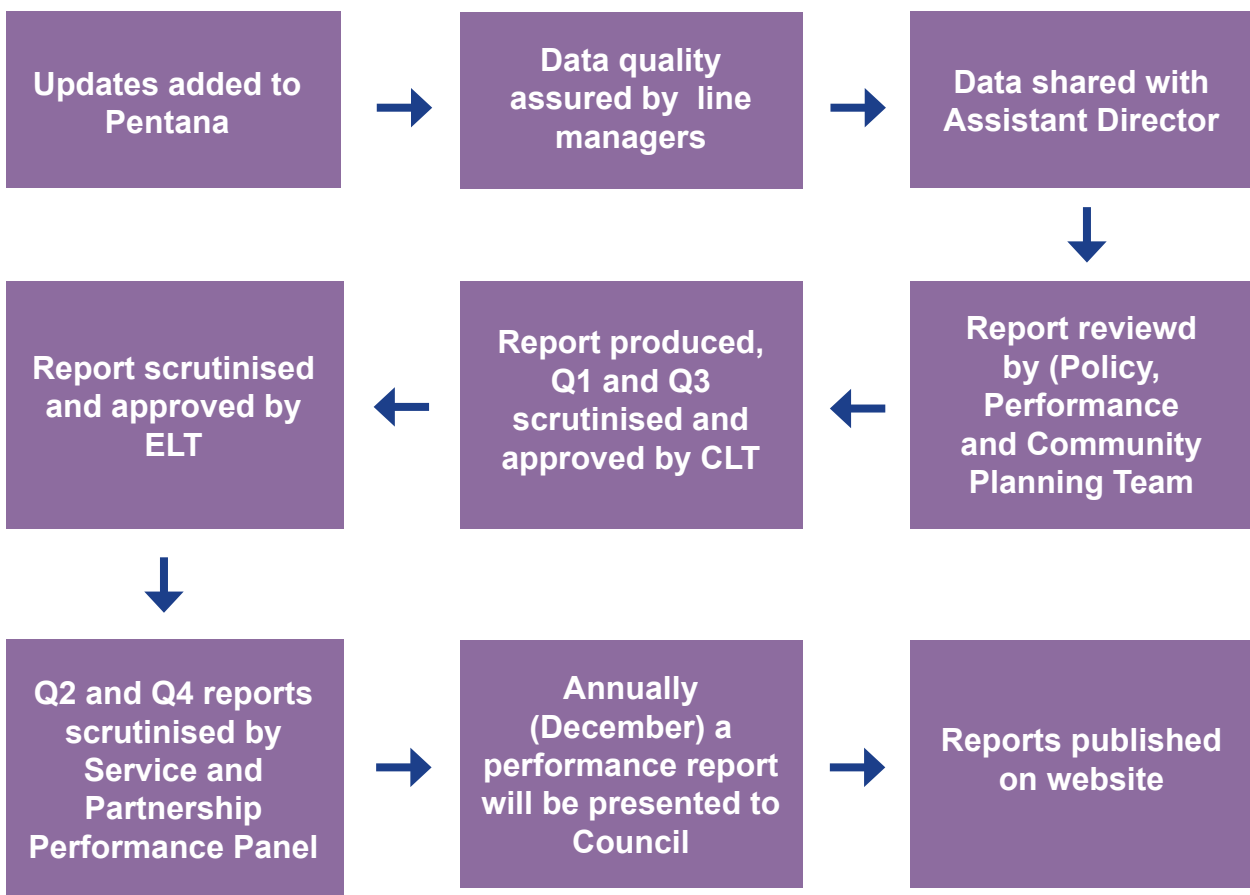 Updates added to
Pentana
Data quality
assured by line
managers
Data shared with
Assistant Director
Report reviewd
by (Policy,
Performance
and Community
Planning Team
Report produced,
Q1 and Q3
scrutinised and
approved by CLT
Report scrutinised
and approved by
ELT
Q2 and Q4 reports
scrutinised by
Service and
Partnership
Performance Panel
Annually
(December) a
performance report
will be presented to
Council
Reports published
on website